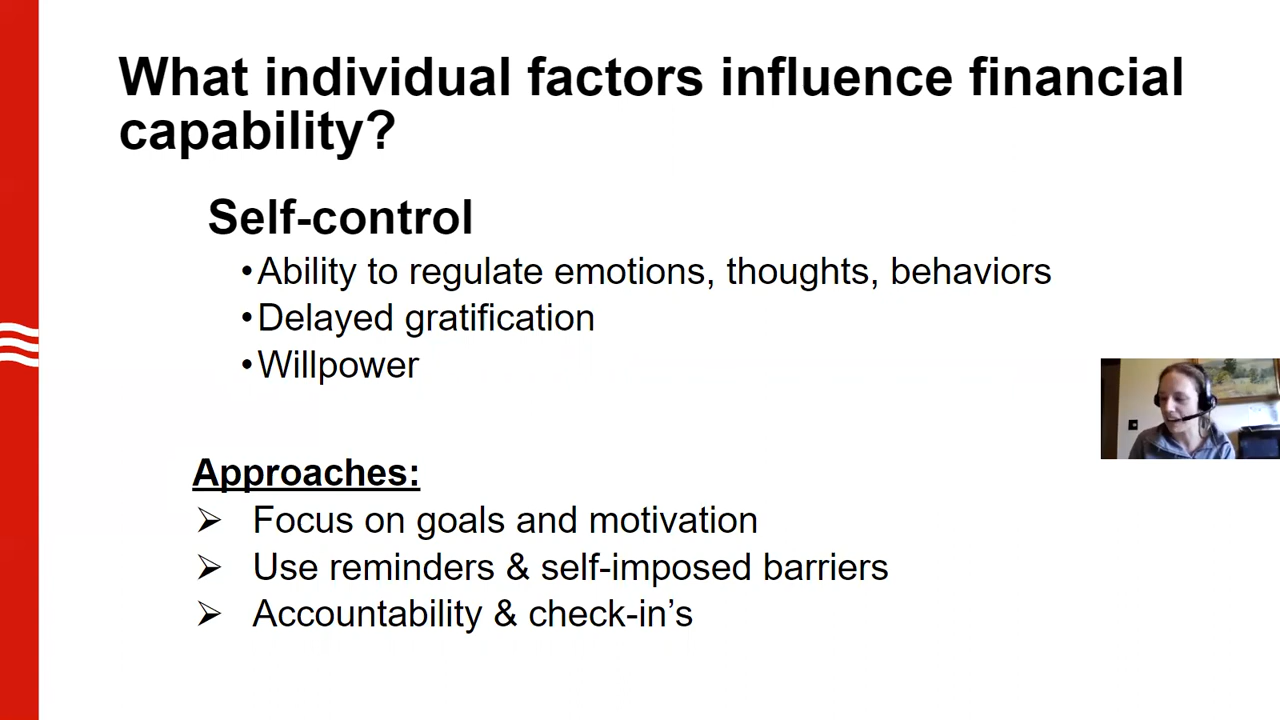 What individual factors influence financial
capability?
Self-control
•Ability to regulate emotions, thoughts, behaviors
•Delayed gratification
•Willpower
Approaches:
➢ Focus on goals and motivation
➢ Use reminders & self-imposed barriers
➢ Accountability & check-in’s